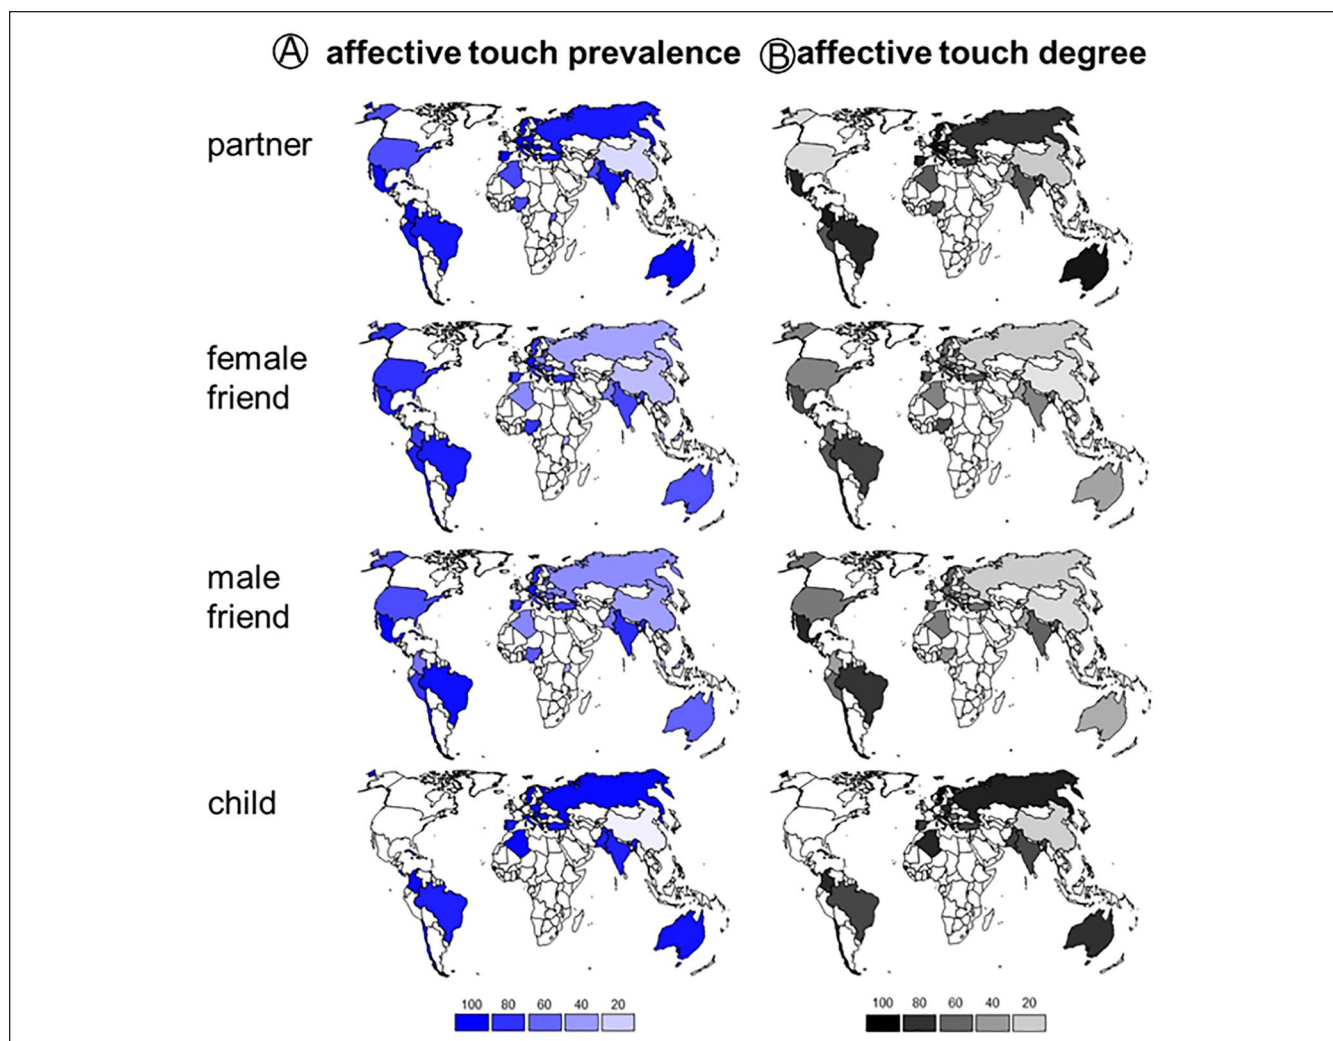 Ⓐ affective touch prevalence Ⓑ affective touch degree
partner
female
friend
male
friend
child
100 80 60 40 20 100 80 60 40 20